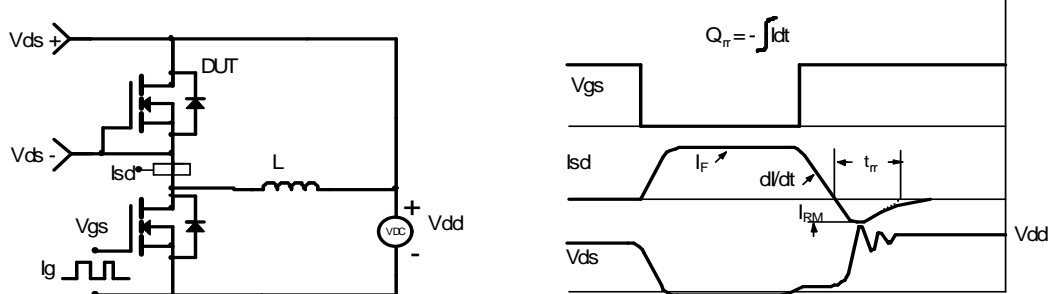 Vds +
DUT
Vds -
Isd
L
Vgs
Ig
+
VDC
-
Vdd
Qrr = - ∫Idt
Vgs
Isd
IF
dI/dt
trr
IRM
Vds
Vdd